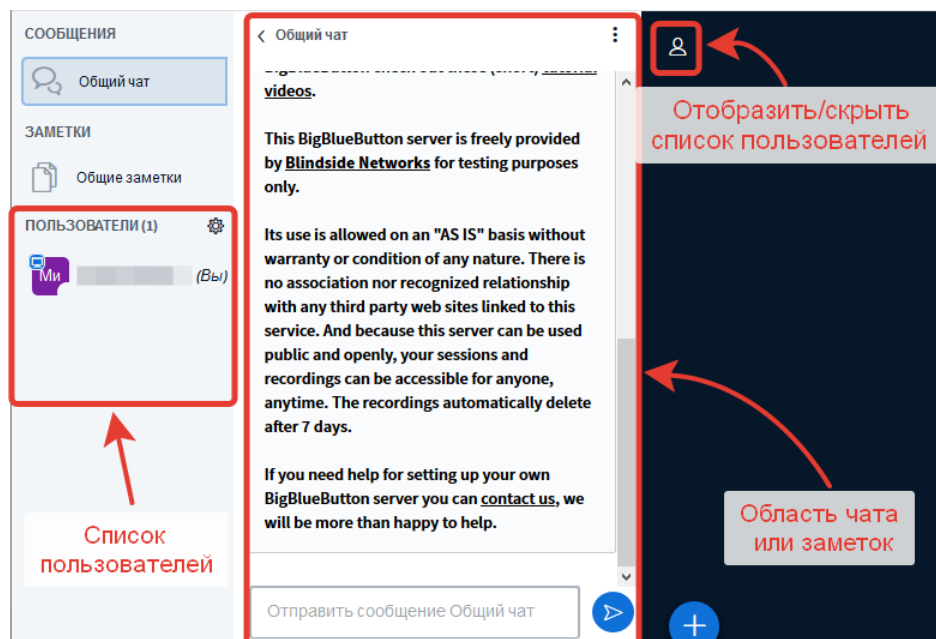 СООБЩЕНИЯ
Общий чат
ЗАМЕТКИ
Общие заметки
ПОЛЬЗОВАТЕЛИ (1)
Ми
(Вы)
Список
пользователей
Общий чат
BigBlueButton check out these (short) tutorial
videos.
This BigBlueButton server is freely provided
by Blindside Networks for testing purposes
only.
Its use is allowed on an "AS IS" basis without
warranty or condition of any nature. There is
no association nor recognized relationship
with any third party web sites linked to this
service. And because this server can be used
public and openly, your sessions and
recordings can be accessible for anyone,
anytime. The recordings automatically delete
after 7 days.
If you need help for setting up your own
BigBlueButton server you can contact us, we
will be more than happy to help.
Отправить сообщение Общий чат
Отобразить/скрыть
список пользователей
Область чата
или заметок